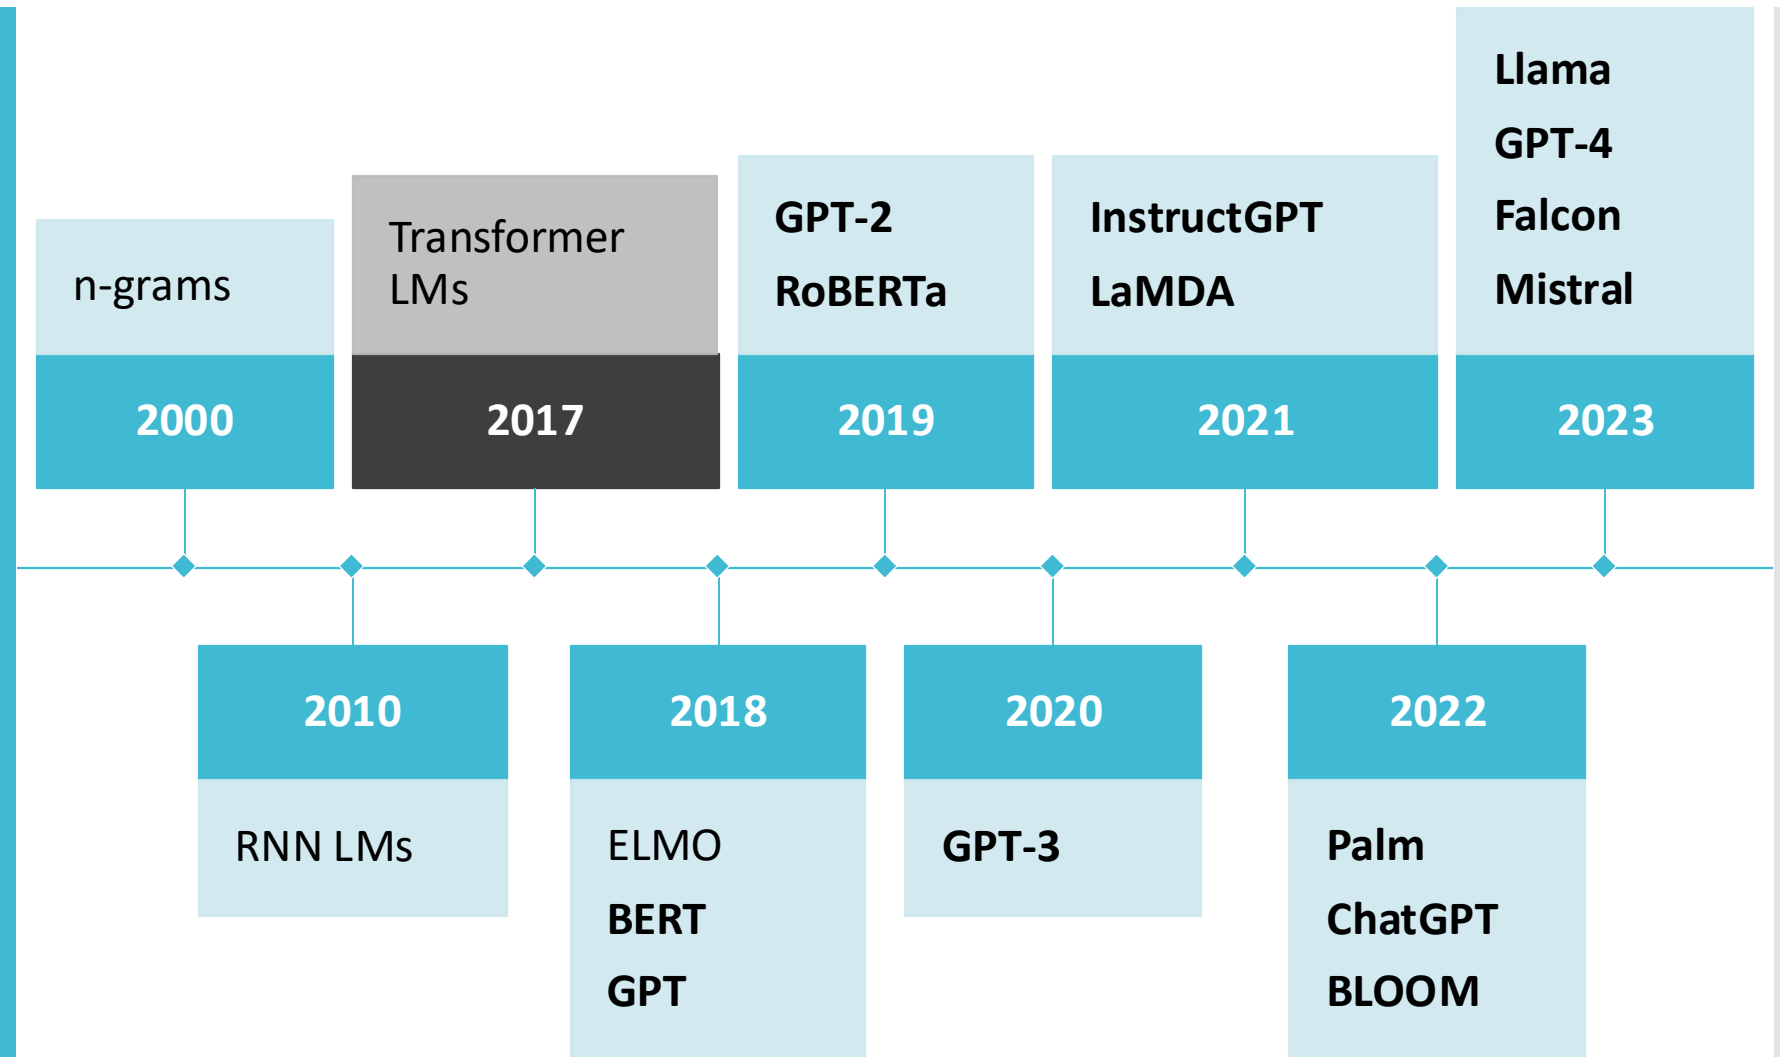 n-grams
2000
Transformer
LMs
2017
GPT-2
RoBERTa
2019
InstructGPT
LaMDA
2021
Llama
GPT-4
Falcon
Mistral
2023
2010
RNN LMs
2018
ELMO
BERT
GPT
2020
GPT-3
2022
Palm
ChatGPT
BLOOM